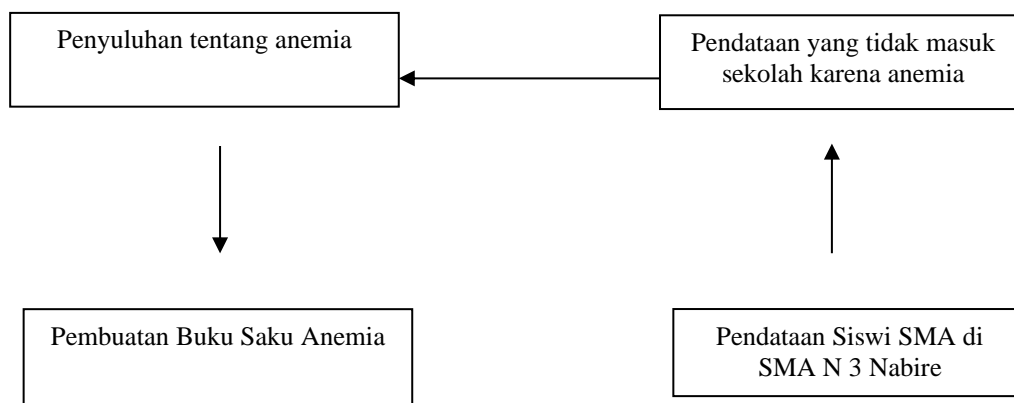 Penyuluhan tentang anemia
Pendataan yang tidak masuk
sekolah karena anemia
Pembuatan Buku Saku Anemia
Pendataan Siswi SMA di
SMA N 3 Nabire